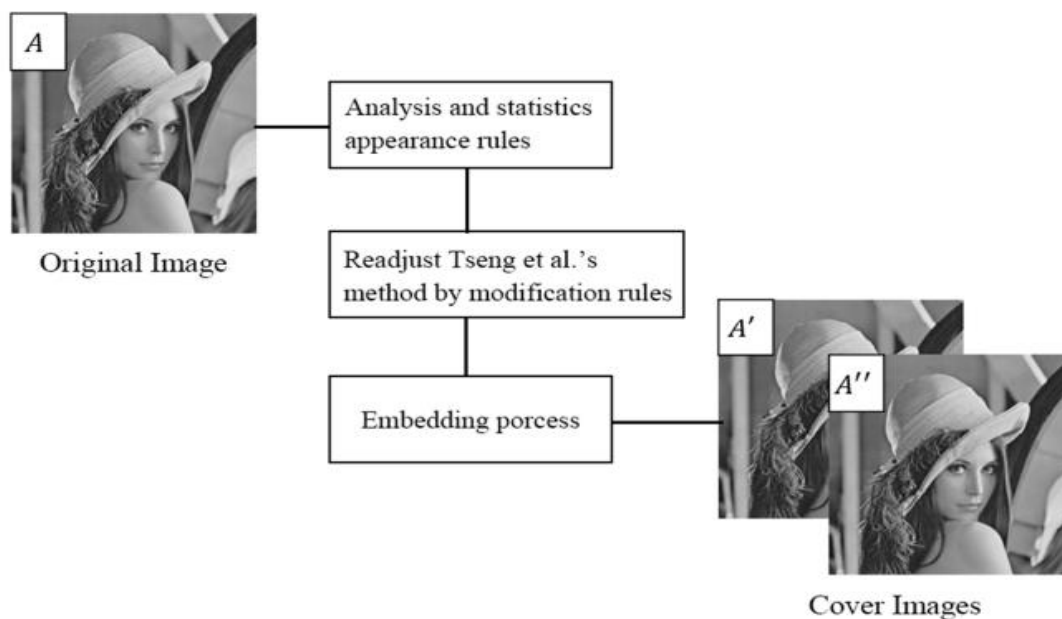 A
Original Image
Analysis and statistics
appearance rules
Readjust Tseng et al.'s
method by modification rules
Embedding porcess
A′
A′′
Cover Images